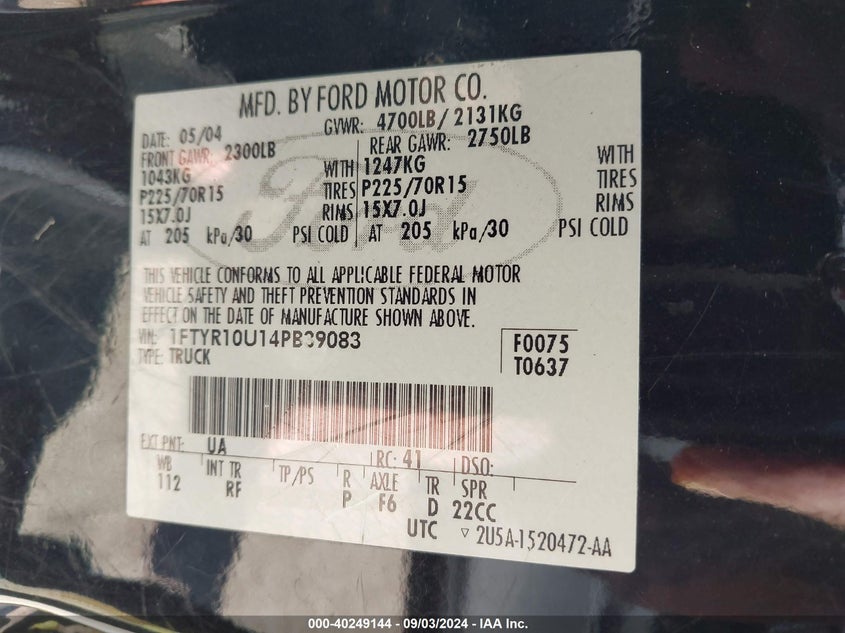 MFD. BY FORD MOTOR CO.
DATE: 05/04 GVWR: 4700LB/2131KG
FRONT GAWR: 2300LB REAR GAWR: 2750LB
1043KG WITH 1247KG WITH
P225/70R15 TIRES P225/70R15 TIRES
15X7.0J RIMS 15X7.0J RIMS
AT 205 kPa/30 PSI COLD AT 205 kPa/30 PSI COLD
Ford
THIS VEHICLE CONFORMS TO ALL APPLICABLE FEDERAL MOTOR
VEHICLE SAFETY AND THEFT PREVENTION STANDARDS IN
EFFECT ON THE DATE OF MANUFACTURE SHOWN ABOVE.
VIN: 1FTYR10U14PB39083 F0075
TYPE: TRUCK T0637
EXT PNT: UA RC: 41 DSO:
WB INT TR TP/PS R AXLE TR SPR
112 RF P F6 D 22CC
UTC ▽ 2U5A-1520472-AA
000-40249144 - 09/03/2024 - IAA Inc.